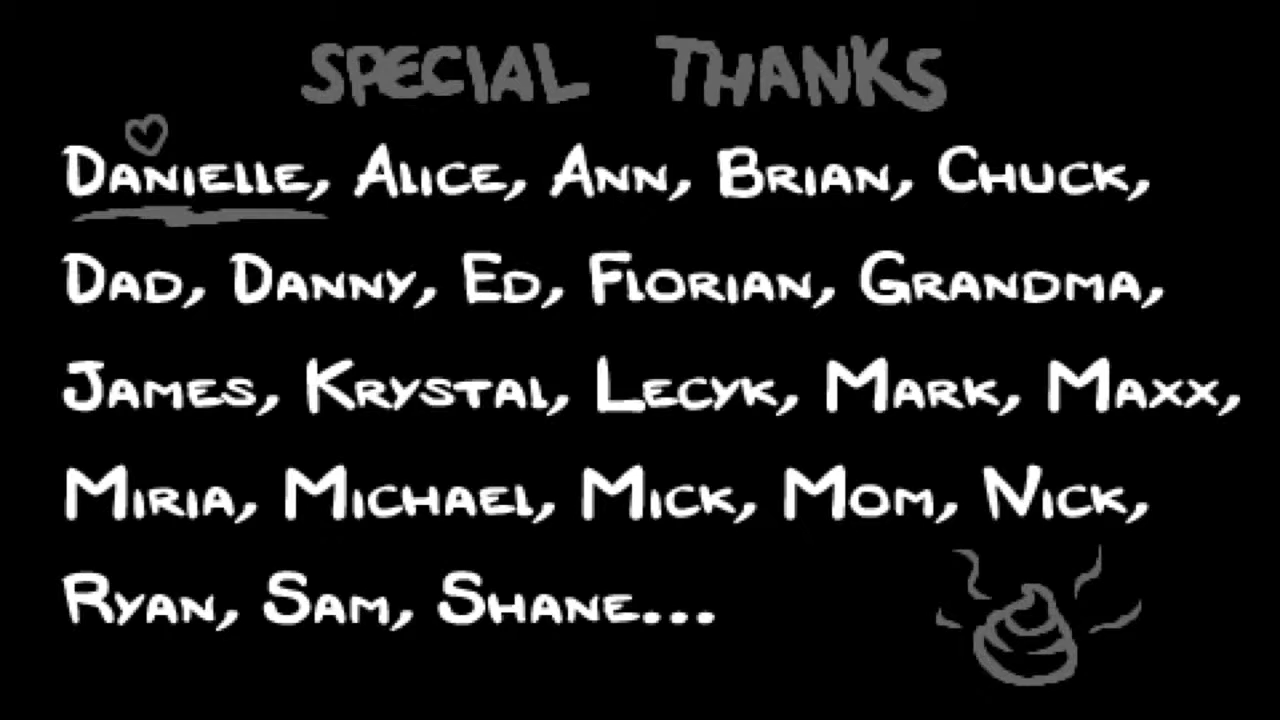 SPECIAL THANKS
DANIELLE, ALICE, ANN, BRIAN, CHUCK,
DAD, DANNY, ED, FLORIAN, GRANDMA,
JAMES, KRYSTAL, LECYK, MARK, MAXX,
MIRIA, MICHAEL, MICK, MOM, NICK,
RYAN, SAM, SHANE...